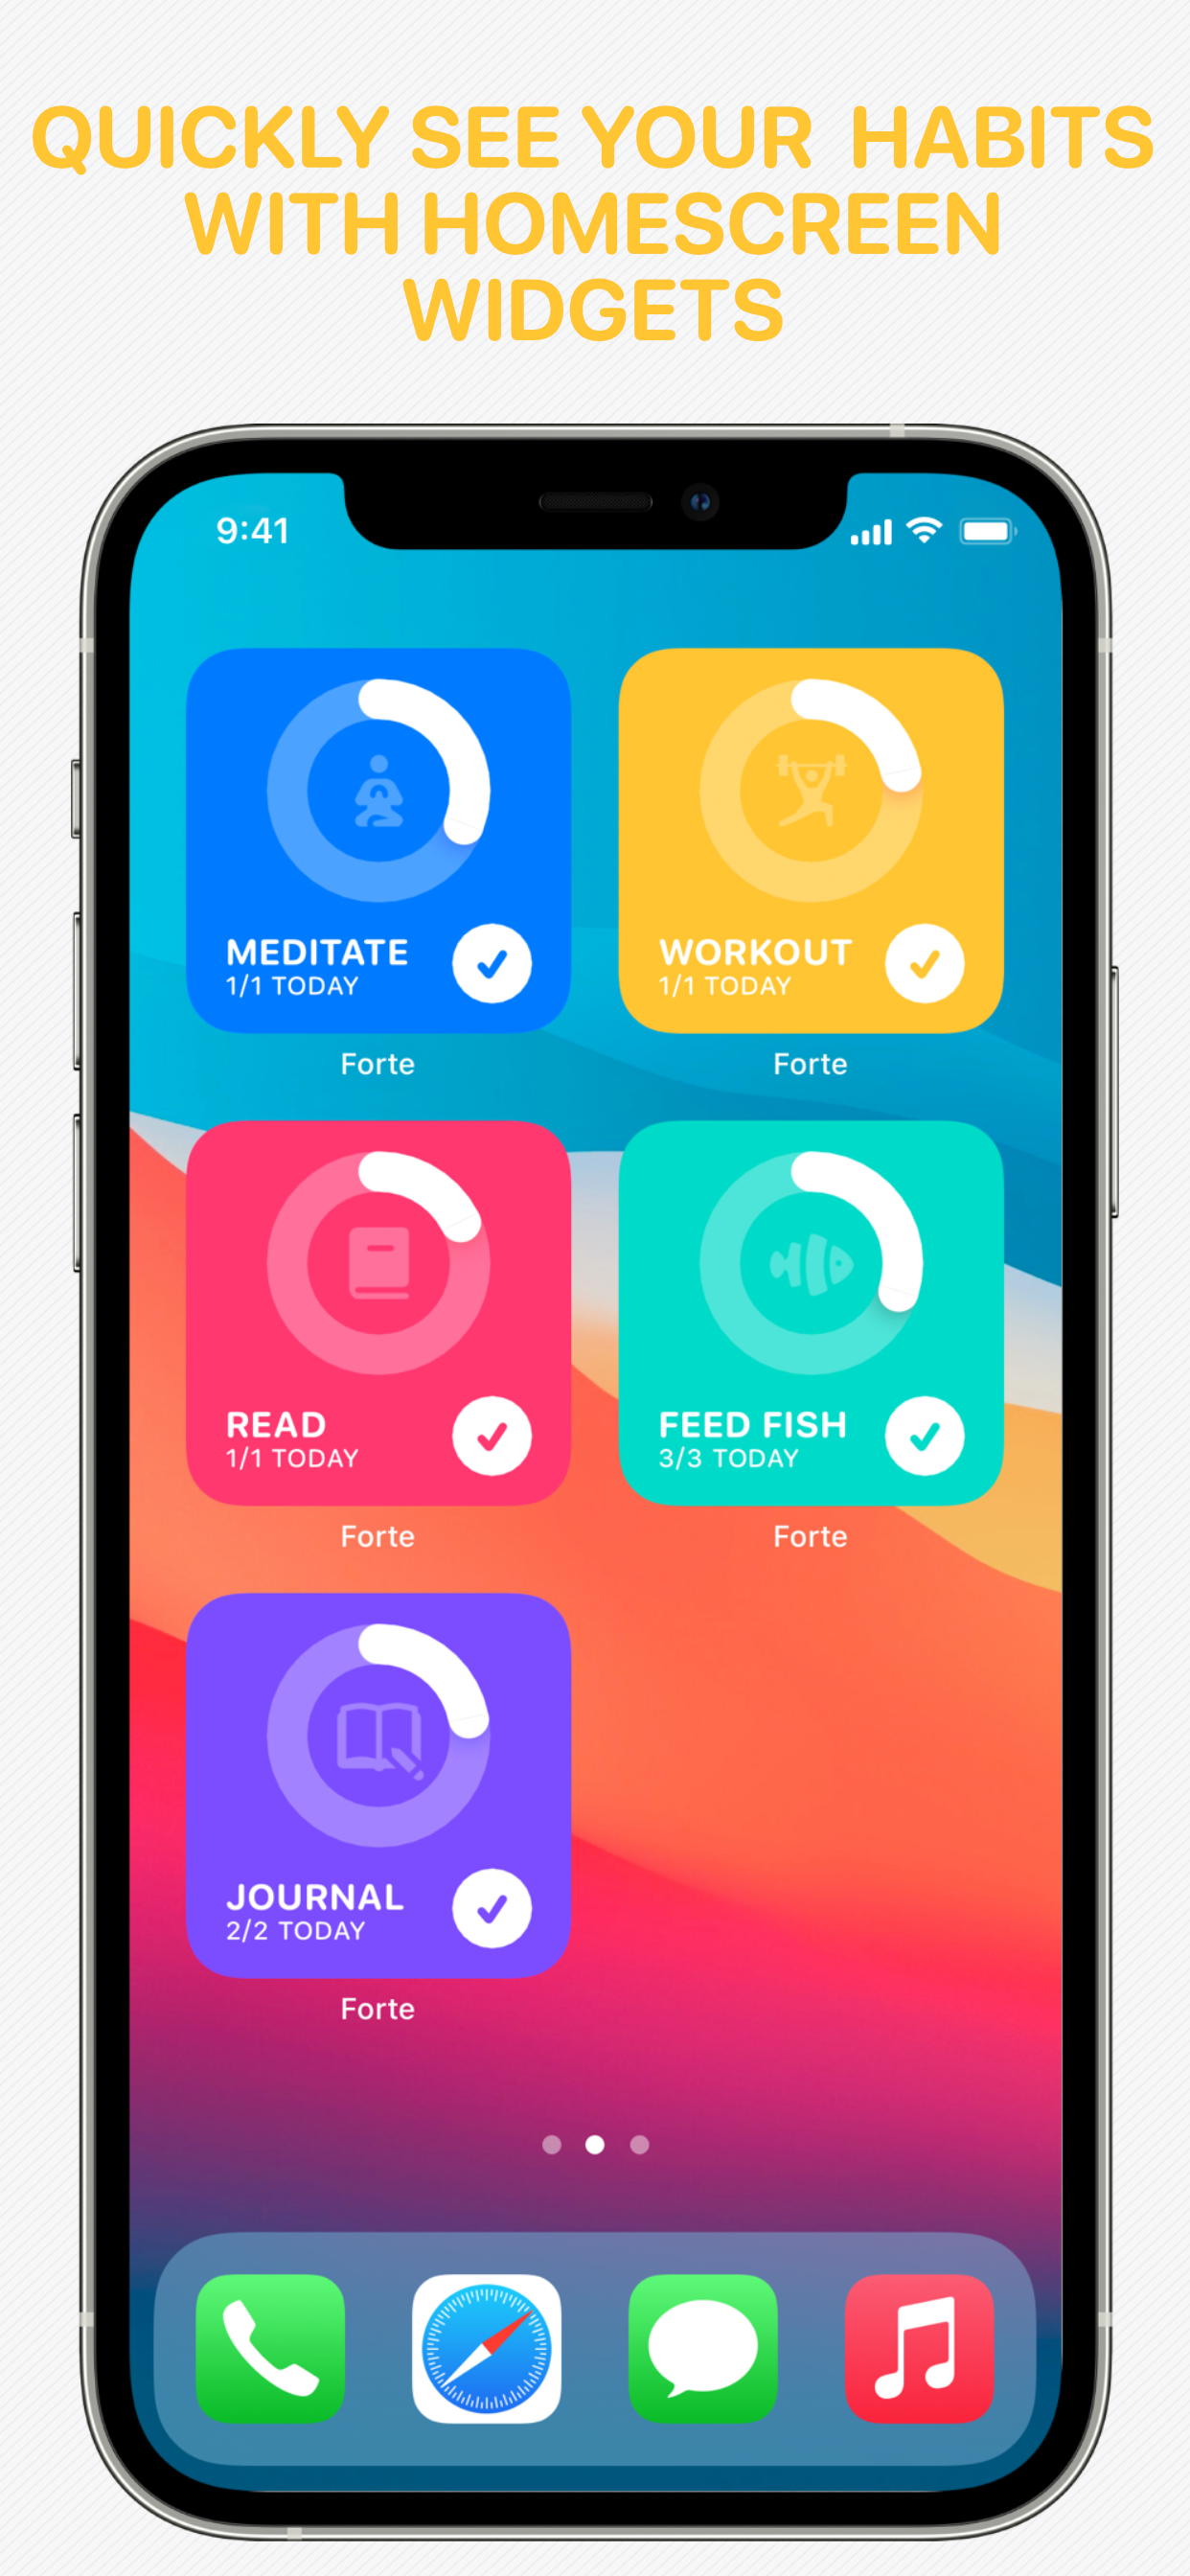 QUICKLY SEE YOUR HABITS
WITH HOMESCREEN
WIDGETS
9:41
MEDITATE
1/1 TODAY
Forte
WORKOUT
1/1 TODAY
Forte
READ
1/1 TODAY
Forte
FEED FISH
3/3 TODAY
Forte
JOURNAL
2/2 TODAY
Forte